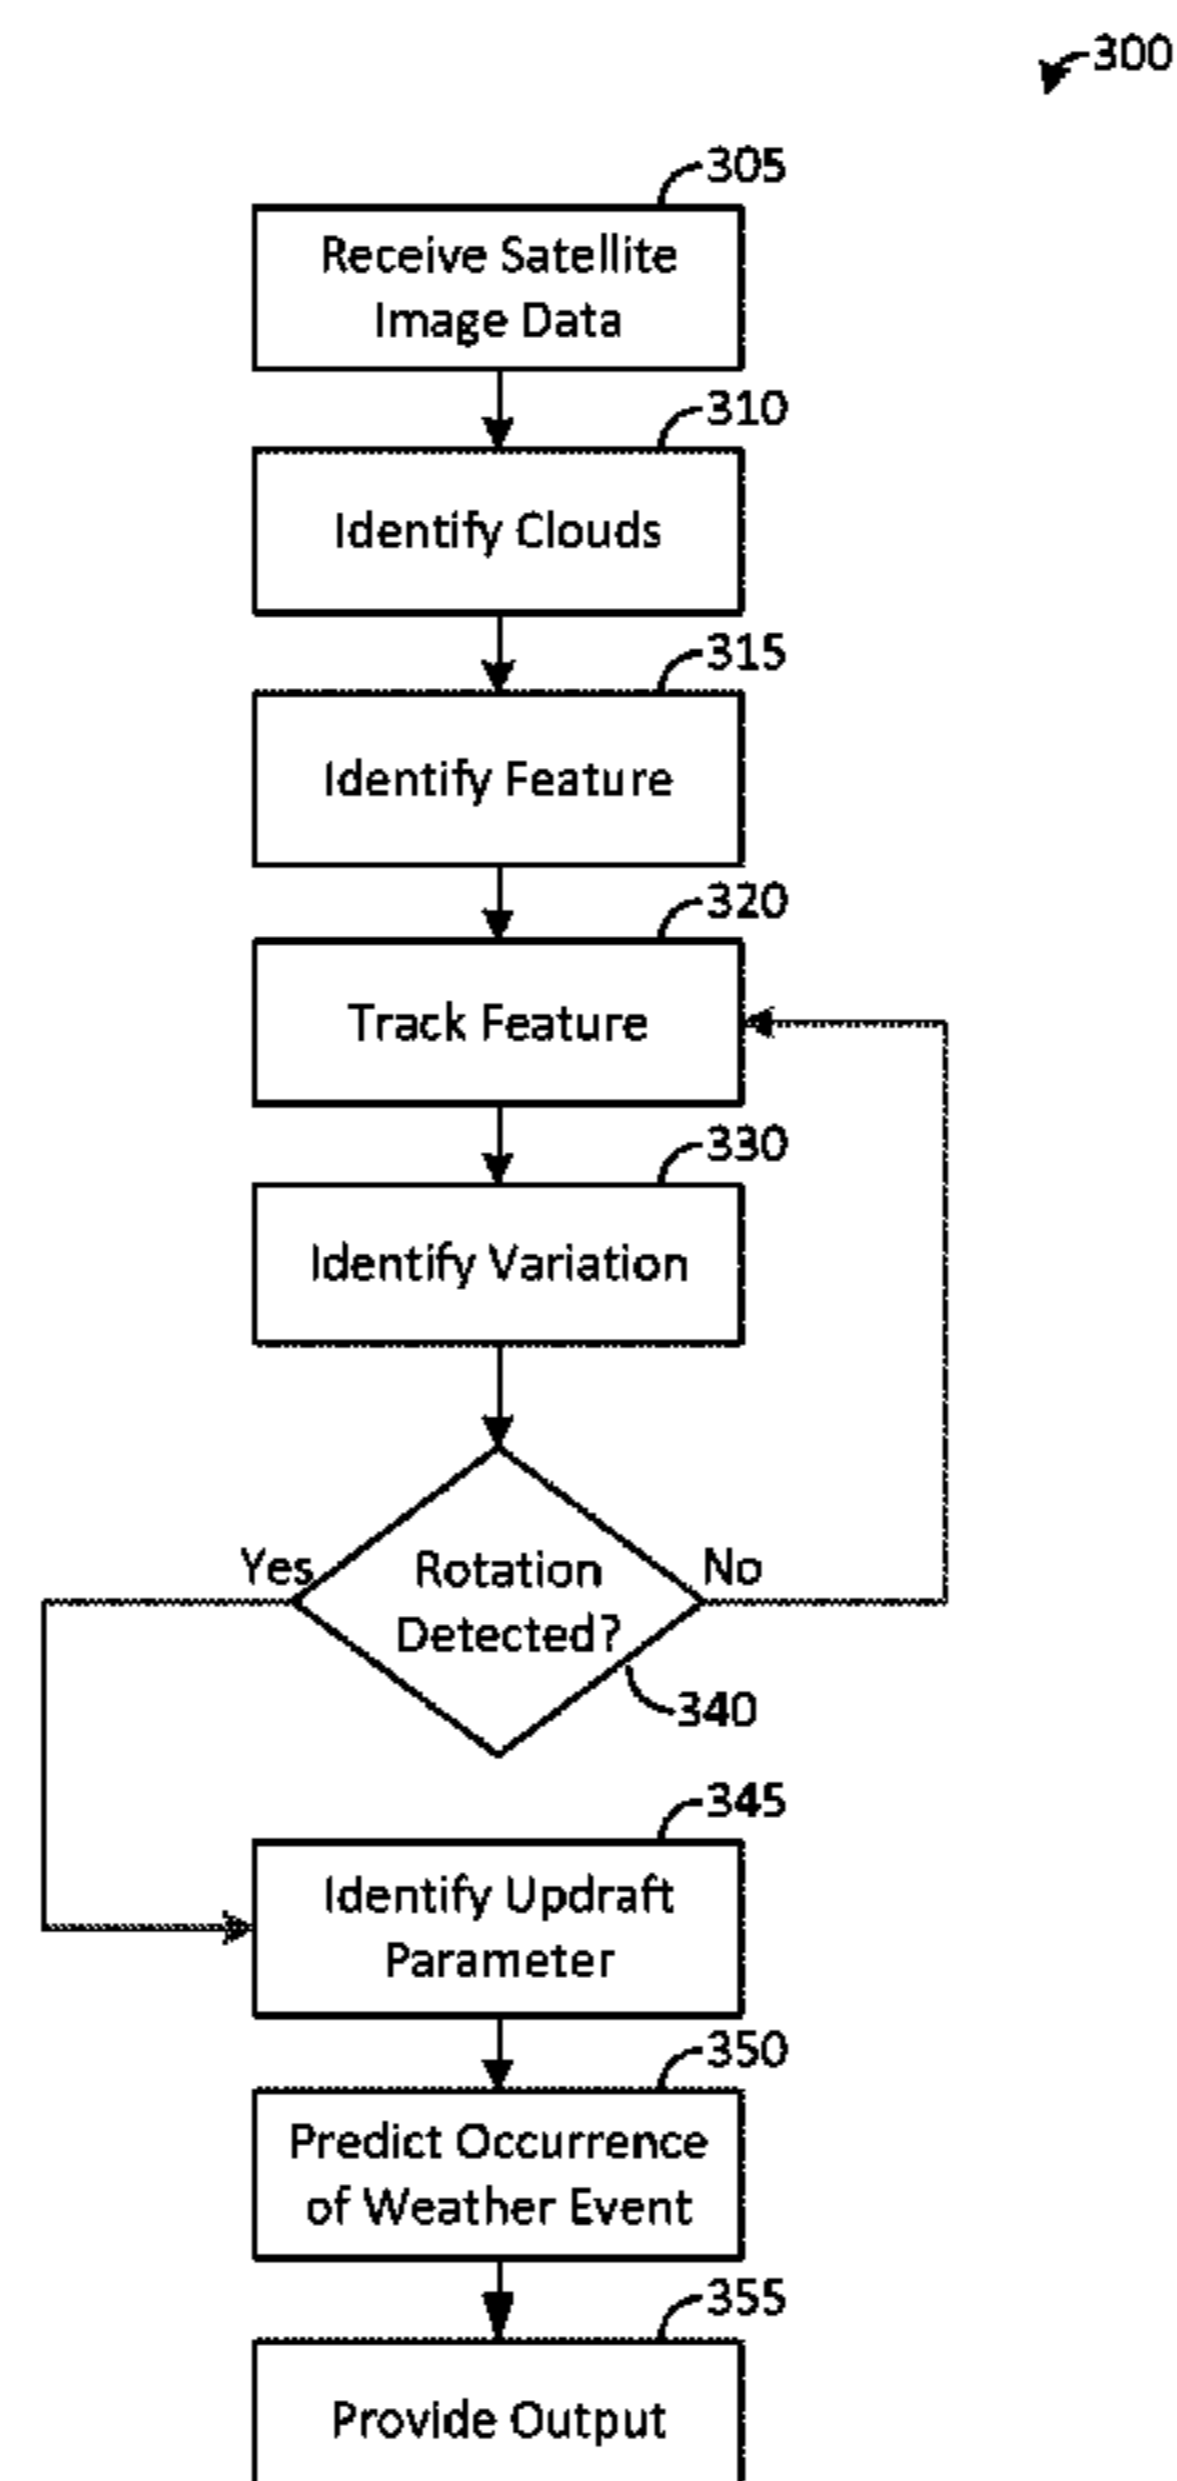 300
305
Receive Satellite
Image Data
310
Identify Clouds
315
Identify Feature
320
Track Feature
330
Identify Variation
Yes
Rotation
Detected?
No
340
345
Identify Updraft
Parameter
350
Predict Occurrence
of Weather Event
355
Provide Output